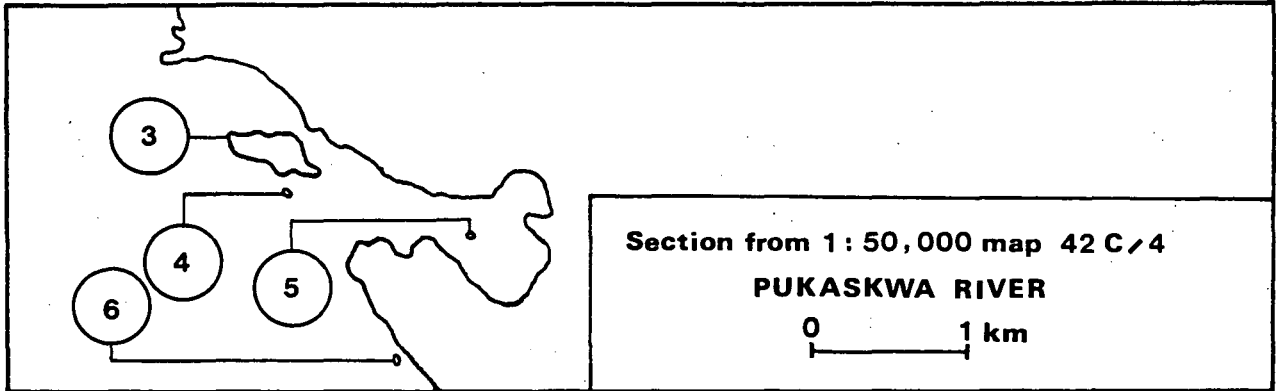 3
4
5
6
Section from 1 : 50,000 map 42 C/4
PUKASKWA RIVER
0 1 km